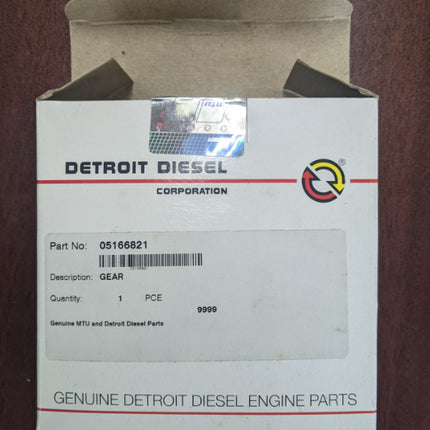 DETROIT DIESEL
CORPORATION
®
Part No: 05166821
Description: GEAR
Quantity: 1 PCE
9999
Genuine MTU and Detroit Diesel Parts
GENUINE DETROIT DIESEL ENGINE PARTS